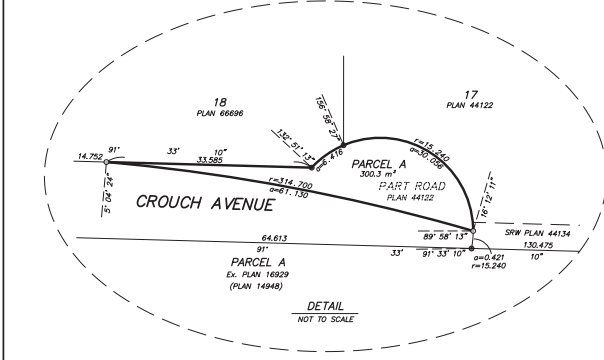 18
PLAN 66696
17
PLAN 44122
156° 58' 27"
132° 51' 13"
a=6.416
r=15.240
a=30.056
14.752
91°
33'
10"
33.585
PARCEL A
300.3 m²
PART ROAD
PLAN 44122
16° 12' 11"
5° 04' 24"
r=314.700
a=61.130
CROUCH AVENUE
89° 58' 13"
SRW PLAN 44134
64.613
130.475
91°
33'
91° 33' 10"
10"
a=0.421
r=15.240
PARCEL A
Ex. PLAN 16929
(PLAN 14948)
DETAIL
NOT TO SCALE